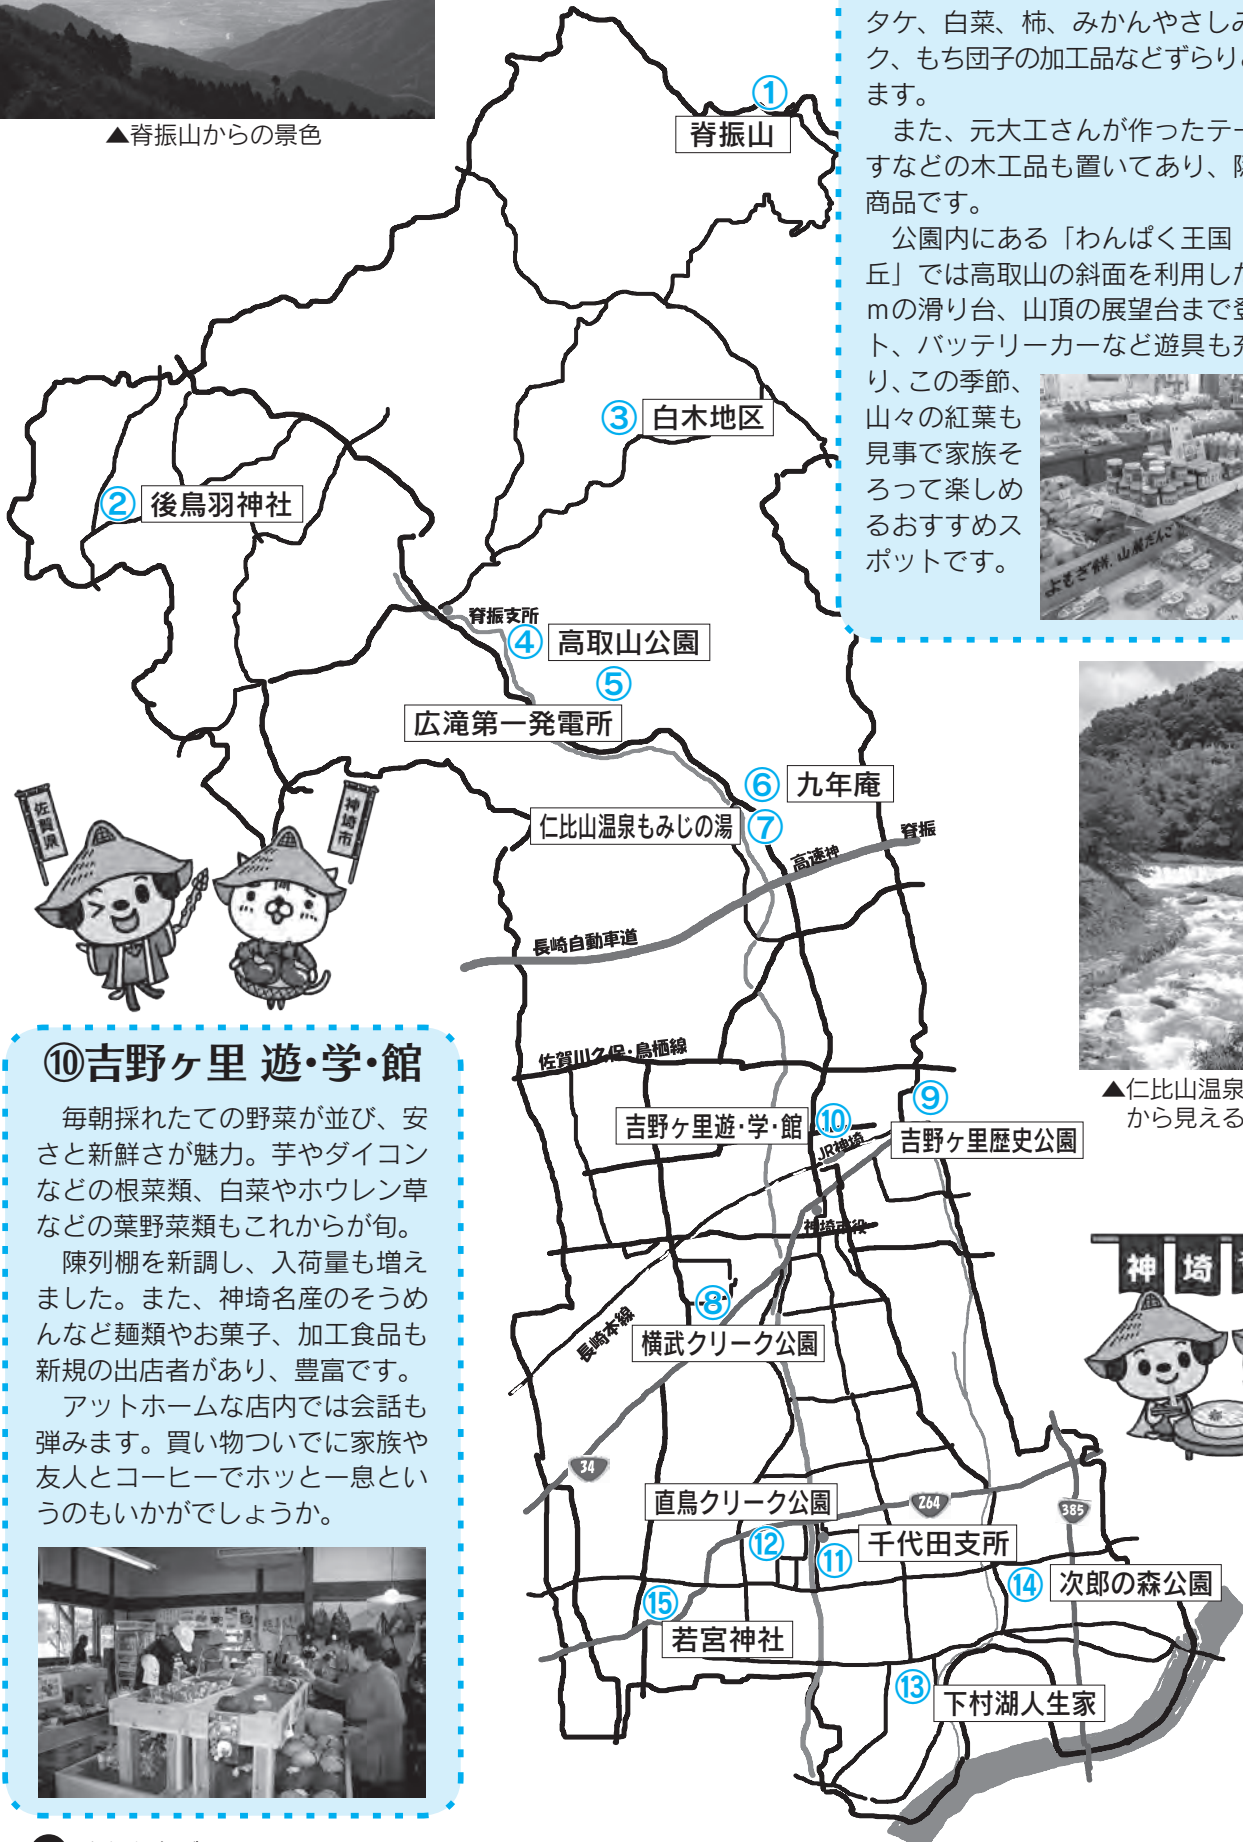 ▲脊振山からの景色
タケ、白菜、柿、みかんやさしみ
ク、もち団子の加工品などずらりと
ます。
また、元大工さんが作ったテー
すなどの木工品も置いてあり、隠
商品です。
公園内にある「わんぱく王国
丘」では高取山の斜面を利用した
mの滑り台、山頂の展望台まで登
ト、バッテリーカーなど遊具も充
り、この季節、
山々の紅葉も
見事で家族そ
ろって楽しめ
るおすすめス
ポットです。
よもぎ餅、山菜だんご
① 脊振山
③ 白木地区
② 後鳥羽神社
脊振支所
④ 高取山公園
⑤
広滝第一発電所
⑥ 九年庵
仁比山温泉もみじの湯 ⑦
佐賀県
神埼市
高速神
脊振
長崎自動車道
佐賀川久保・鳥栖線
▲仁比山温泉
から見える
⑨
吉野ヶ里遊・学・館 ⑩
吉野ヶ里歴史公園
JR神埼
神埼市役
⑧
横武クリーク公園
長崎本線
神埼
34
264
385
直鳥クリーク公園
⑫
⑪
千代田支所
⑭ 次郎の森公園
⑮
若宮神社
⑬
下村湖人生家
⑩吉野ヶ里 遊・学・館
毎朝採れたての野菜が並び、安
さと新鮮さが魅力。芋やダイコン
などの根菜類、白菜やホウレン草
などの葉野菜類もこれからが旬。
陳列棚を新調し、入荷量も増え
ました。また、神埼名産のそうめ
んなど麺類やお菓子、加工食品も
新規の出店者があり、豊富です。
アットホームな店内では会話も
弾みます。買い物ついでに家族や
友人とコーヒーでホッと一息とい
うのもいかがでしょうか。